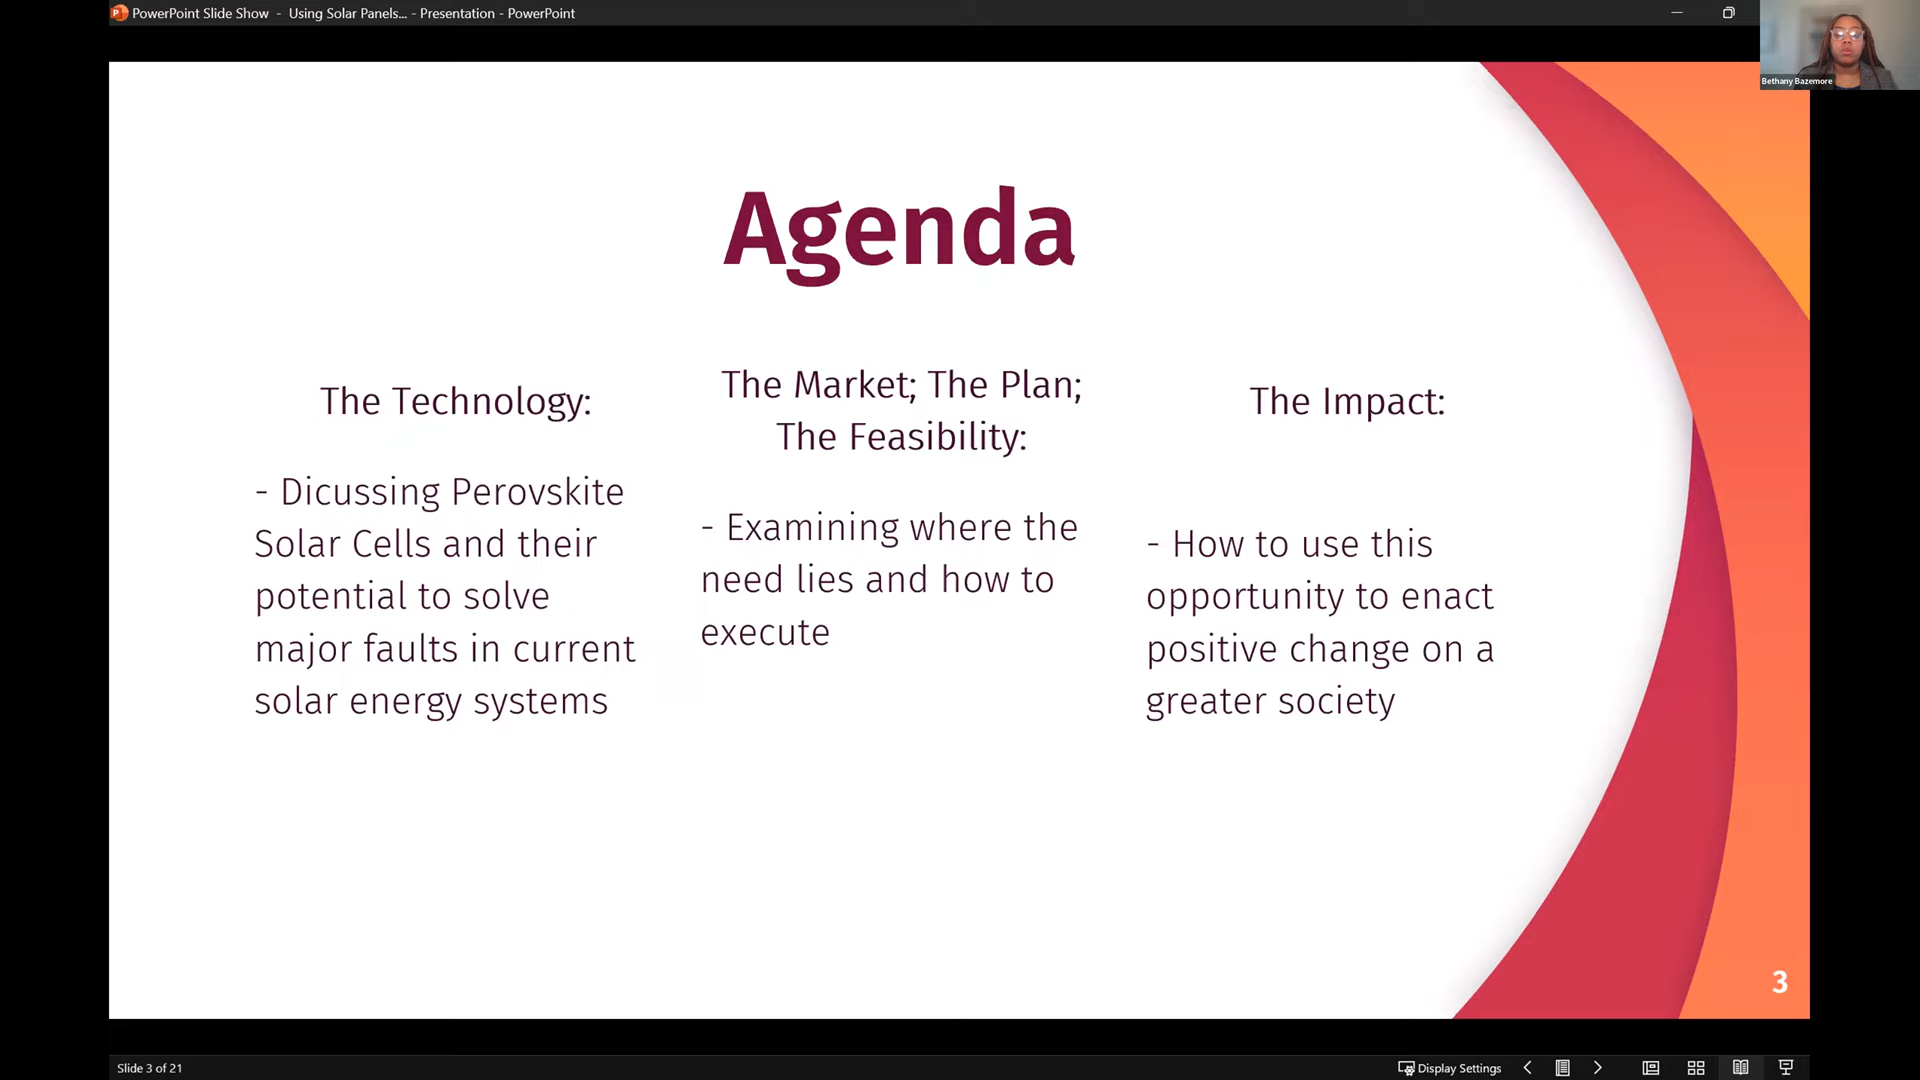 PowerPoint Slide Show - Using Solar Panels... - Presentation - PowerPoint
Bethany Bazemore
Agenda
The Technology:
- Dicussing Perovskite
Solar Cells and their
potential to solve
major faults in current
solar energy systems
The Market; The Plan;
The Feasibility:
- Examining where the
need lies and how to
execute
The Impact:
- How to use this
opportunity to enact
positive change on a
greater society
3
Slide 3 of 21
Display Settings